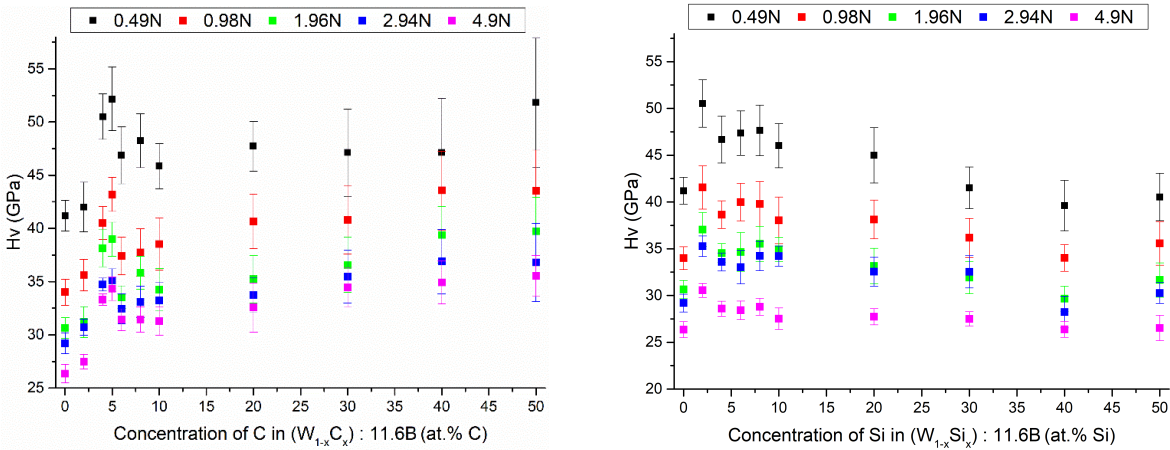 0.49N 0.98N 1.96N 2.94N 4.9N
55
50
45
40
35
30
25
Hv (GPa)
0 5 10 15 20 25 30 35 40 45 50
Concentration of C in (W1-xCx) : 11.6B (at.% C)
0.49N 0.98N 1.96N 2.94N 4.9N
55
50
45
40
35
30
25
20
Hv (GPa)
0 5 10 15 20 25 30 35 40 45 50
Concentration of Si in (W1-xSix) : 11.6B (at.% Si)